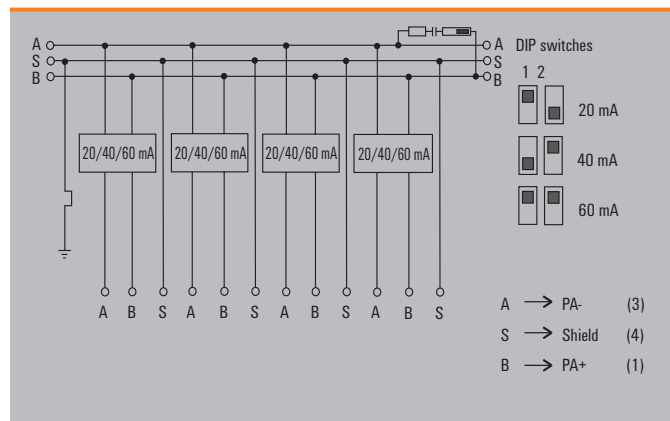 A A DIP switches
S S
B B
1 2
20 mA
20/40/60 mA 20/40/60 mA 20/40/60 mA 20/40/60 mA
40 mA
60 mA
A B S A B S A B S A B S
A → PA- (3)
S → Shield (4)
B → PA+ (1)